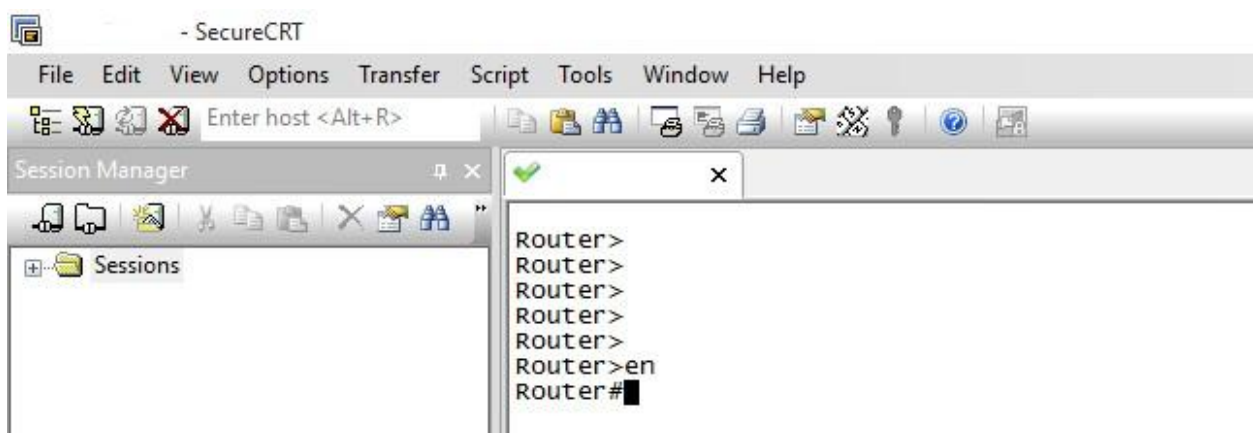 - SecureCRT
File Edit View Options Transfer Script Tools Window Help
Enter host <Alt+R>
Session Manager
Sessions
Router>
Router>
Router>
Router>
Router>
Router>en
Router#